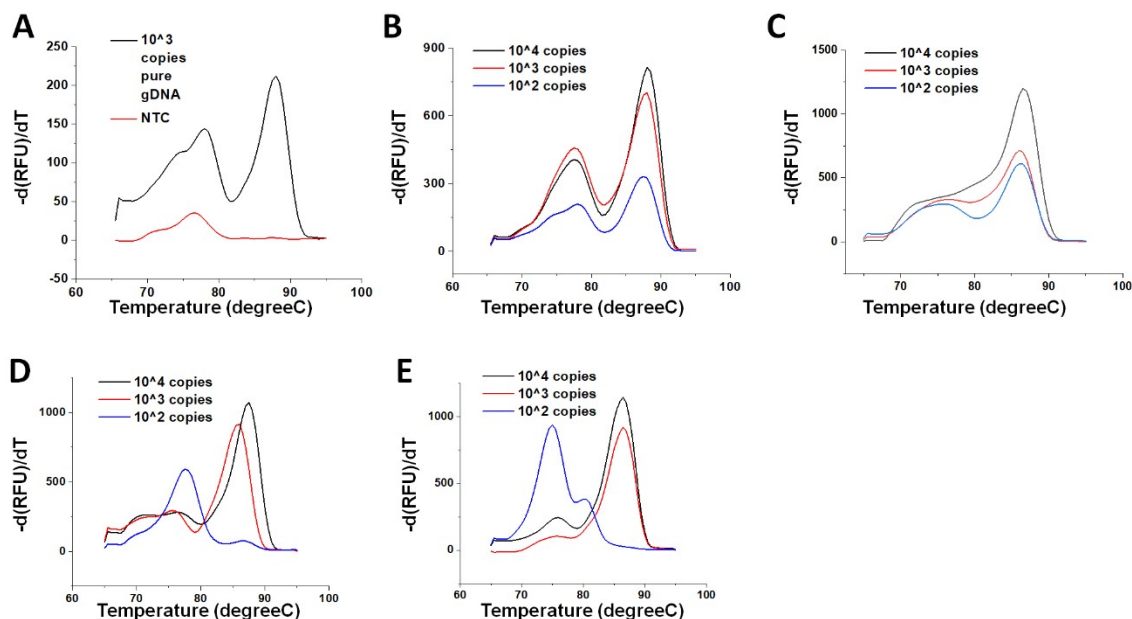 A
10^3
copies
pure
gDNA
NTC
-d(RFU)/dT
250
200
150
100
50
0
-50
60
70
80
90
100
Temperature (degreeC)
B
10^4 copies
10^3 copies
10^2 copies
-d(RFU)/dT
900
600
300
0
60
70
80
90
100
Temperature (degreeC)
C
10^4 copies
10^3 copies
10^2 copies
-d(RFU)/dT
1500
1000
500
0
60
70
80
90
100
Temperature (degreeC)
D
10^4 copies
10^3 copies
10^2 copies
-d(RFU)/dT
1000
500
0
60
70
80
90
100
Temperature (degreeC)
E
10^4 copies
10^3 copies
10^2 copies
-d(RFU)/dT
1000
500
0
60
70
80
90
100
Temperature (degreeC)